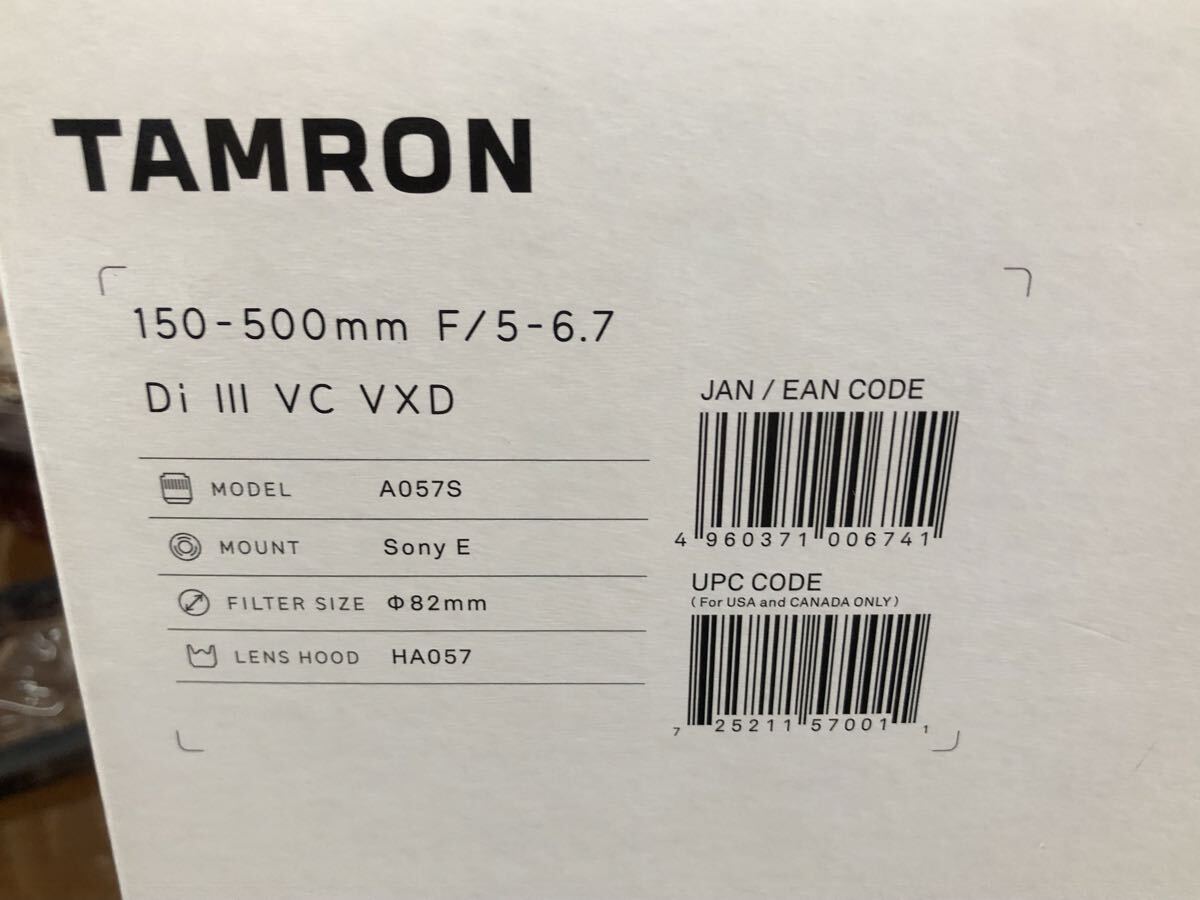 TAMRON
150-500mm F/5-6.7
Di III VC VXD
MODEL A057S
MOUNT Sony E
FILTER SIZE Φ82mm
LENS HOOD HA057
JAN / EAN CODE
4 960371 006741
UPC CODE
(For USA and CANADA ONLY)
7 25211 57001 1